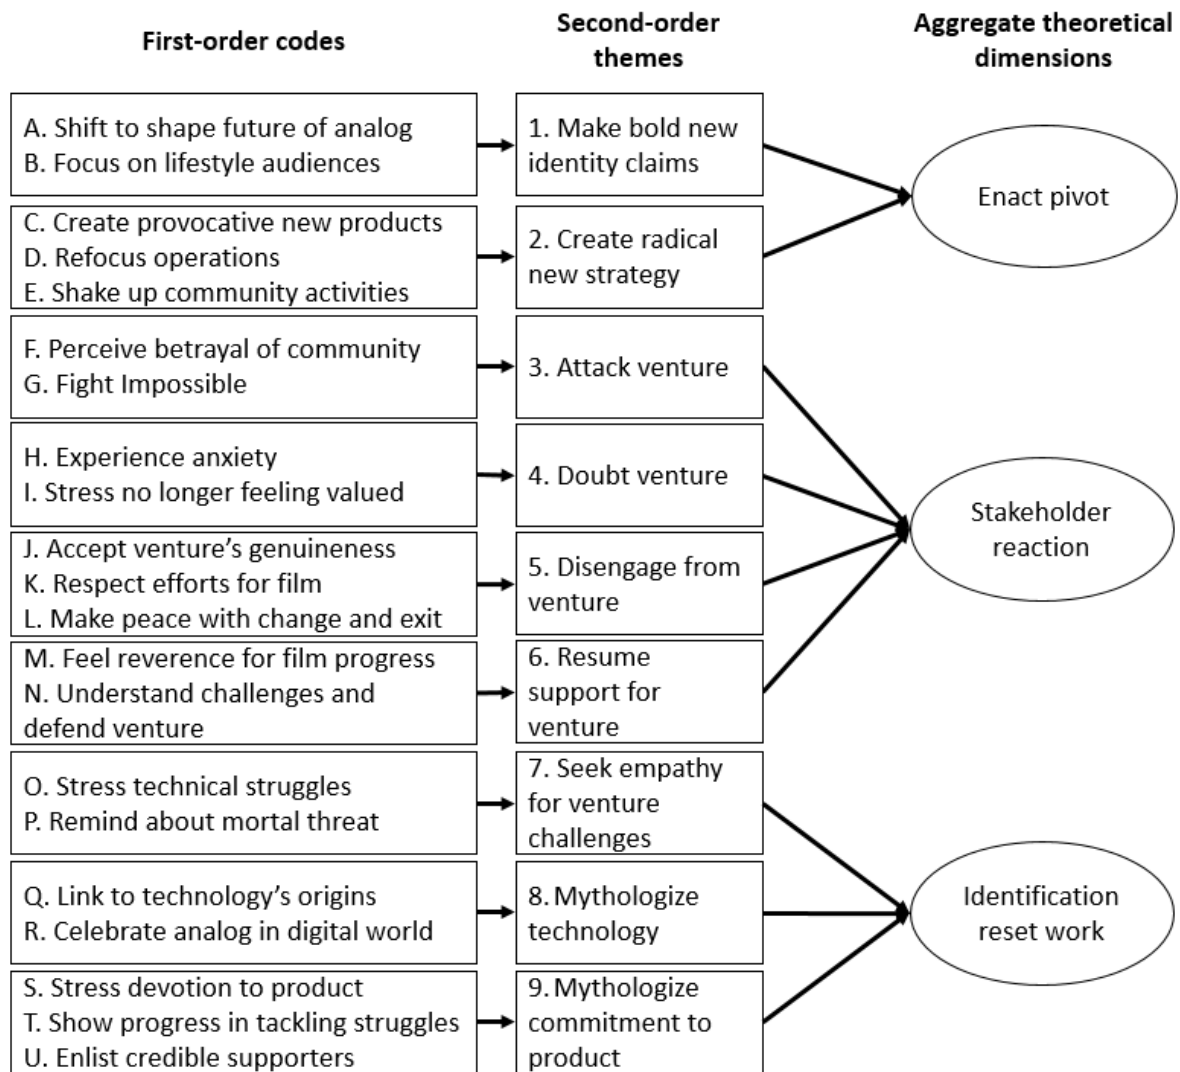 First-order codes
Second-order
themes
Aggregate theoretical
dimensions
A. Shift to shape future of analog
B. Focus on lifestyle audiences
1. Make bold new
identity claims
Enact pivot
C. Create provocative new products
D. Refocus operations
E. Shake up community activities
2. Create radical
new strategy
F. Perceive betrayal of community
G. Fight Impossible
3. Attack venture
H. Experience anxiety
I. Stress no longer feeling valued
4. Doubt venture
Stakeholder
reaction
J. Accept venture’s genuineness
K. Respect efforts for film
L. Make peace with change and exit
5. Disengage from
venture
M. Feel reverence for film progress
N. Understand challenges and
defend venture
6. Resume
support for
venture
O. Stress technical struggles
P. Remind about mortal threat
7. Seek empathy
for venture
challenges
Q. Link to technology’s origins
R. Celebrate analog in digital world
8. Mythologize
technology
Identification
reset work
S. Stress devotion to product
T. Show progress in tackling struggles
U. Enlist credible supporters
9. Mythologize
commitment to
product